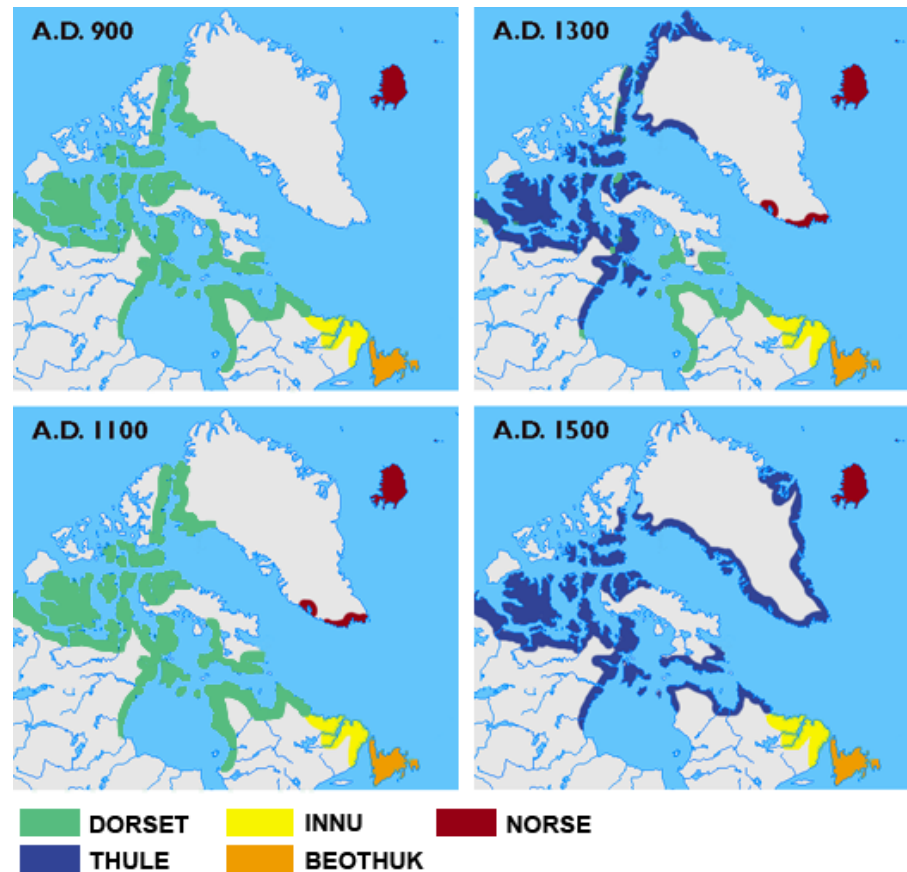 A.D. 900
A.D. 1300
A.D. 1100
A.D. 1500
DORSET
INNU
NORSE
THULE
BEOTHUK